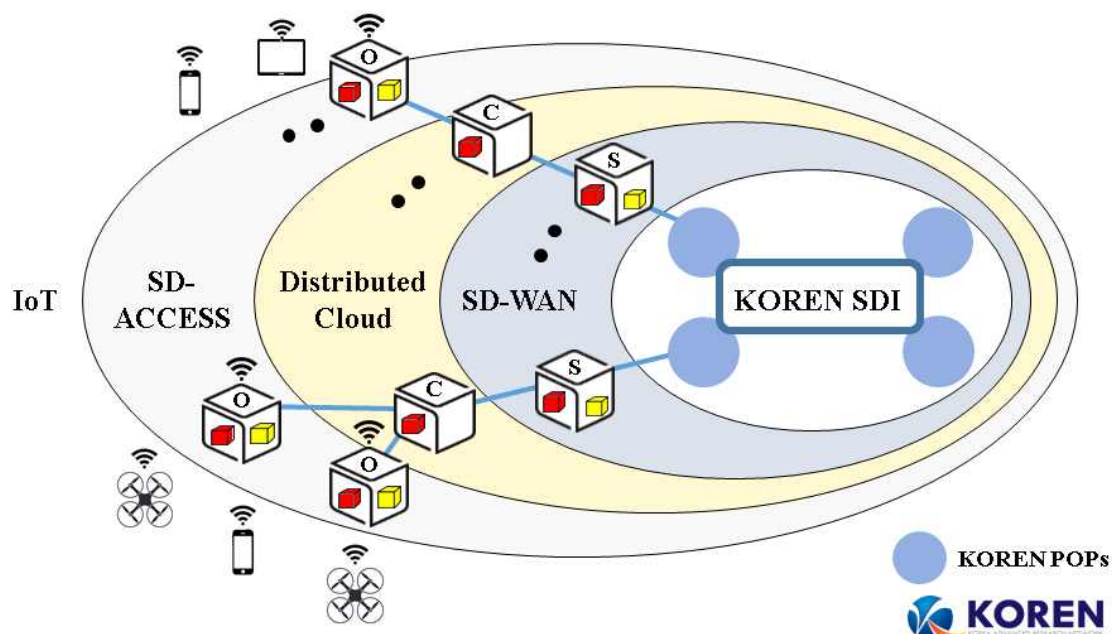 O
C
S
SD-
ACCESS
Distributed
Cloud
SD-WAN
KOREN SDI
IoT
C
S
O
O
KOREN POPs
KOREN